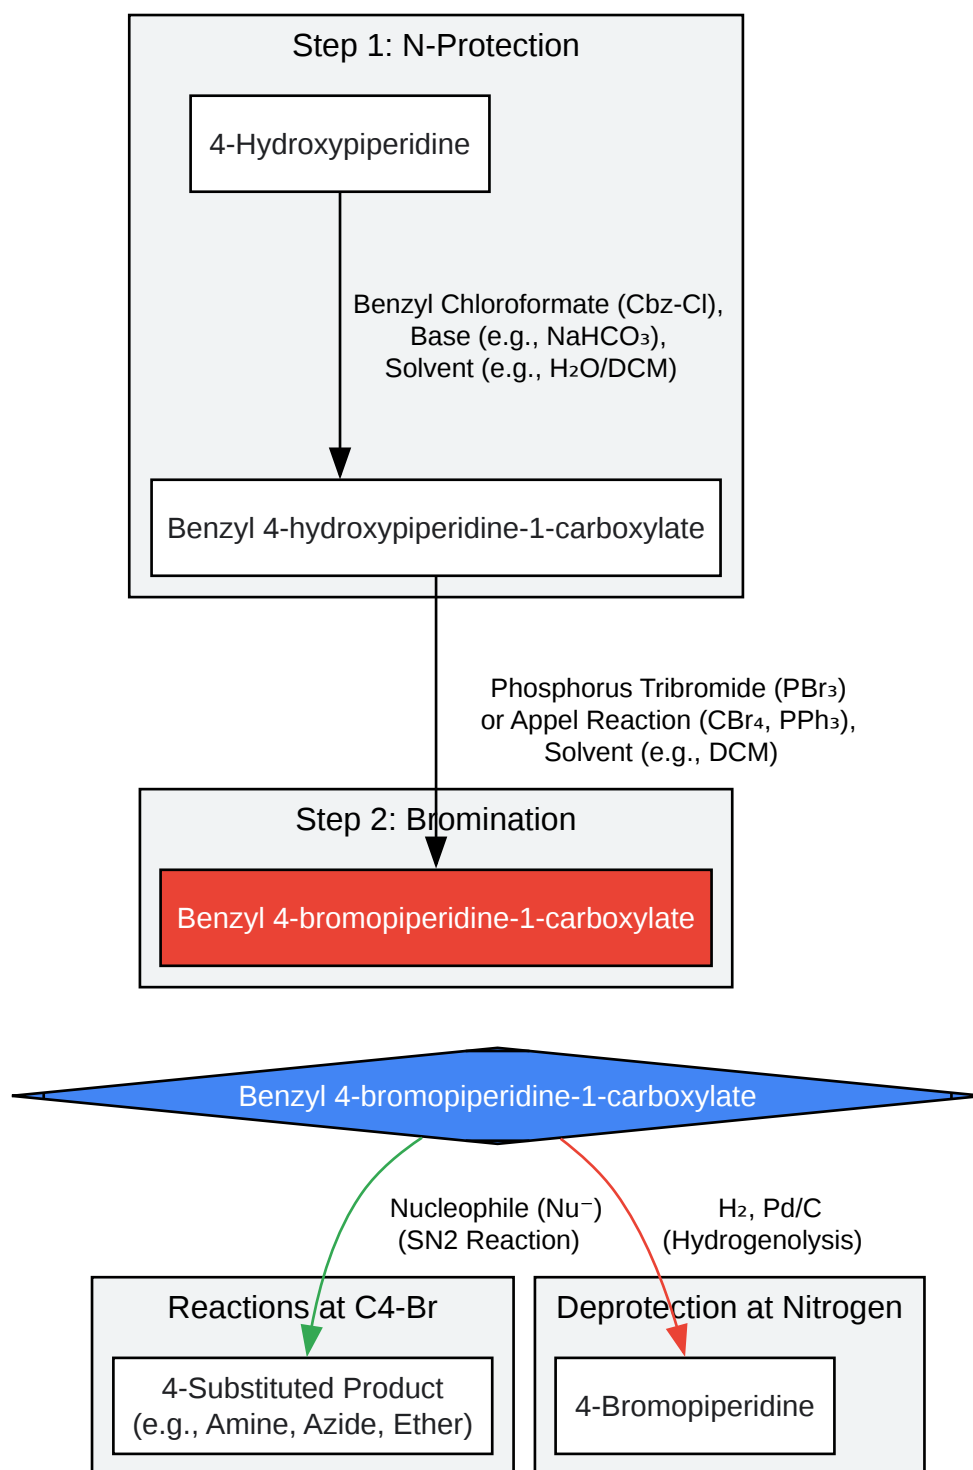 Step 1: N-Protection
4-Hydroxypiperidine
Benzyl Chloroformate (Cbz-Cl),
Base (e.g., NaHCO₃),
Solvent (e.g., H₂O/DCM)
Benzyl 4-hydroxypiperidine-1-carboxylate
Phosphorus Tribromide (PBr₃)
or Appel Reaction (CBr₄, PPh₃),
Solvent (e.g., DCM)
Step 2: Bromination
Benzyl 4-bromopiperidine-1-carboxylate
Benzyl 4-bromopiperidine-1-carboxylate
Nucleophile (Nu⁻)
(SN2 Reaction)
H₂, Pd/C
(Hydrogenolysis)
Reactions at C4-Br
4-Substituted Product
(e.g., Amine, Azide, Ether)
Deprotection at Nitrogen
4-Bromopiperidine